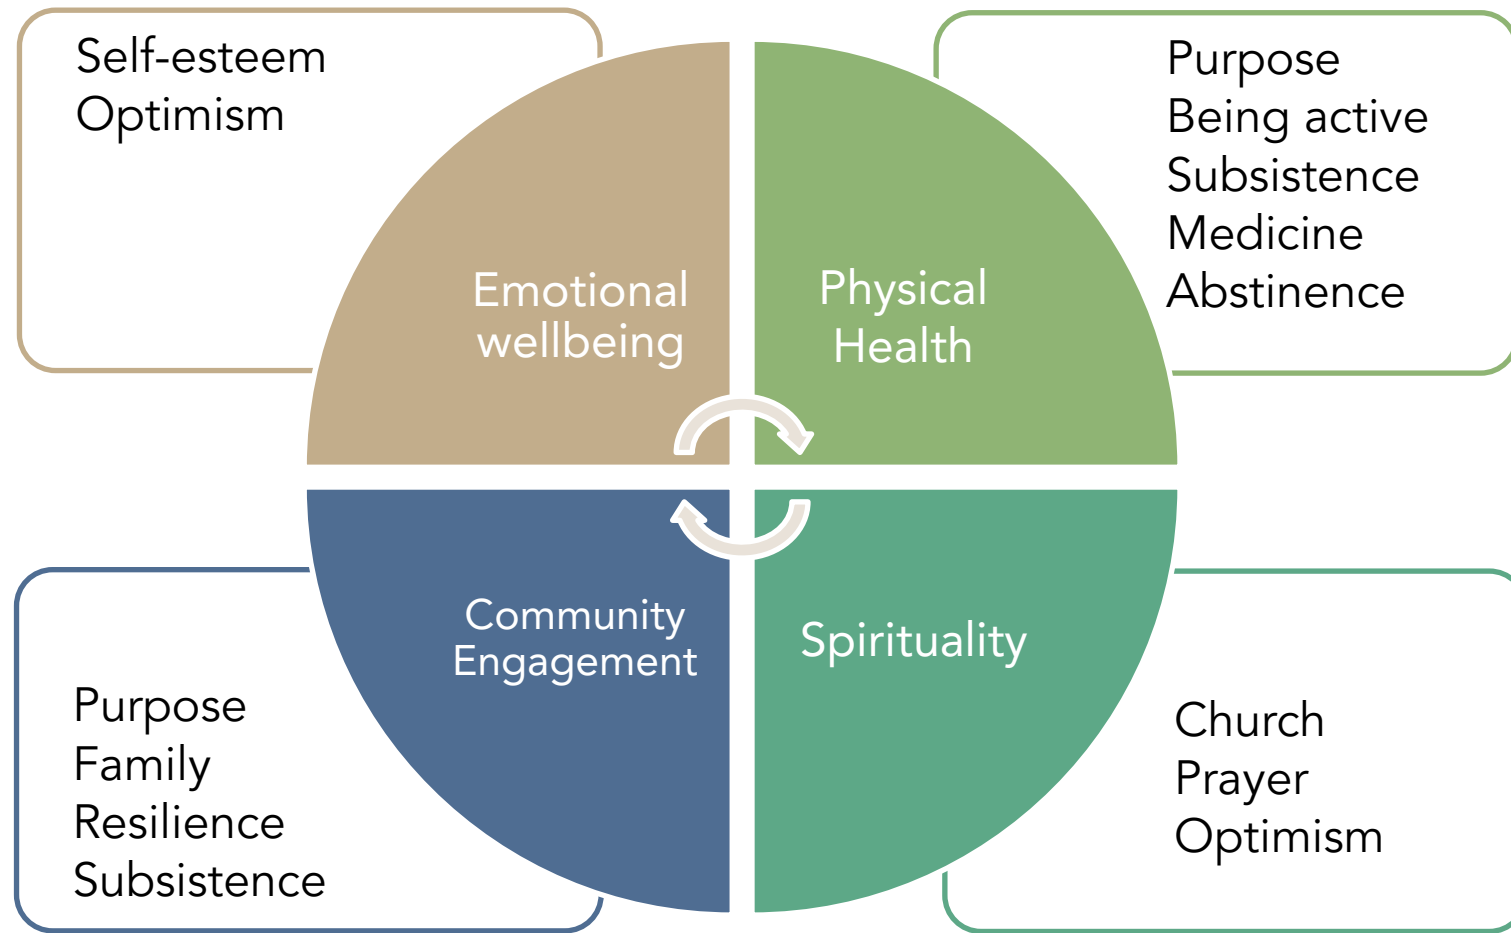 Self-esteem
Optimism
Purpose
Being active
Subsistence
Medicine
Abstinence
Emotional
wellbeing
Physical
Health
Community
Engagement
Spirituality
Purpose
Family
Resilience
Subsistence
Church
Prayer
Optimism